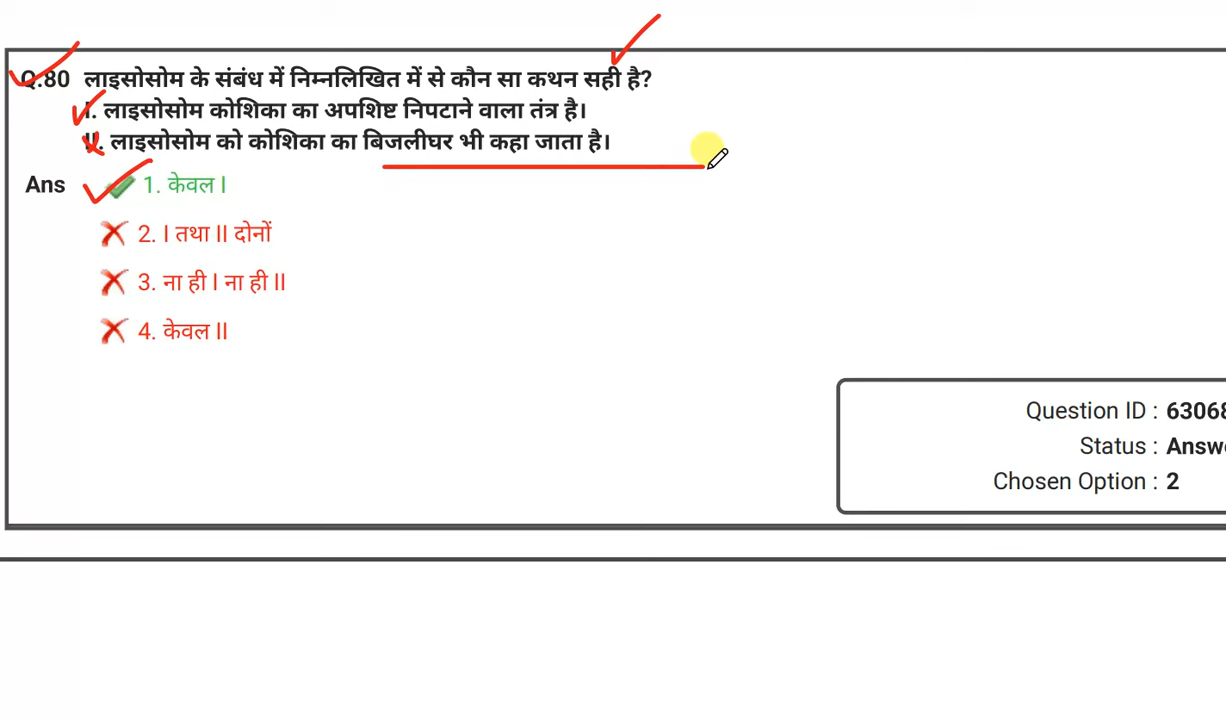 Q.80 लाइसोसोम के संबंध में निम्नलिखित में से कौन सा कथन सही है?
I. लाइसोसोम कोशिका का अपशिष्ट निपटाने वाला तंत्र है।
II. लाइसोसोम को कोशिका का बिजलीघर भी कहा जाता है।
Ans 1. केवल I
2. I तथा II दोनों
3. ना ही I ना ही II
4. केवल II
Question ID : 63068
Status : Answe
Chosen Option : 2